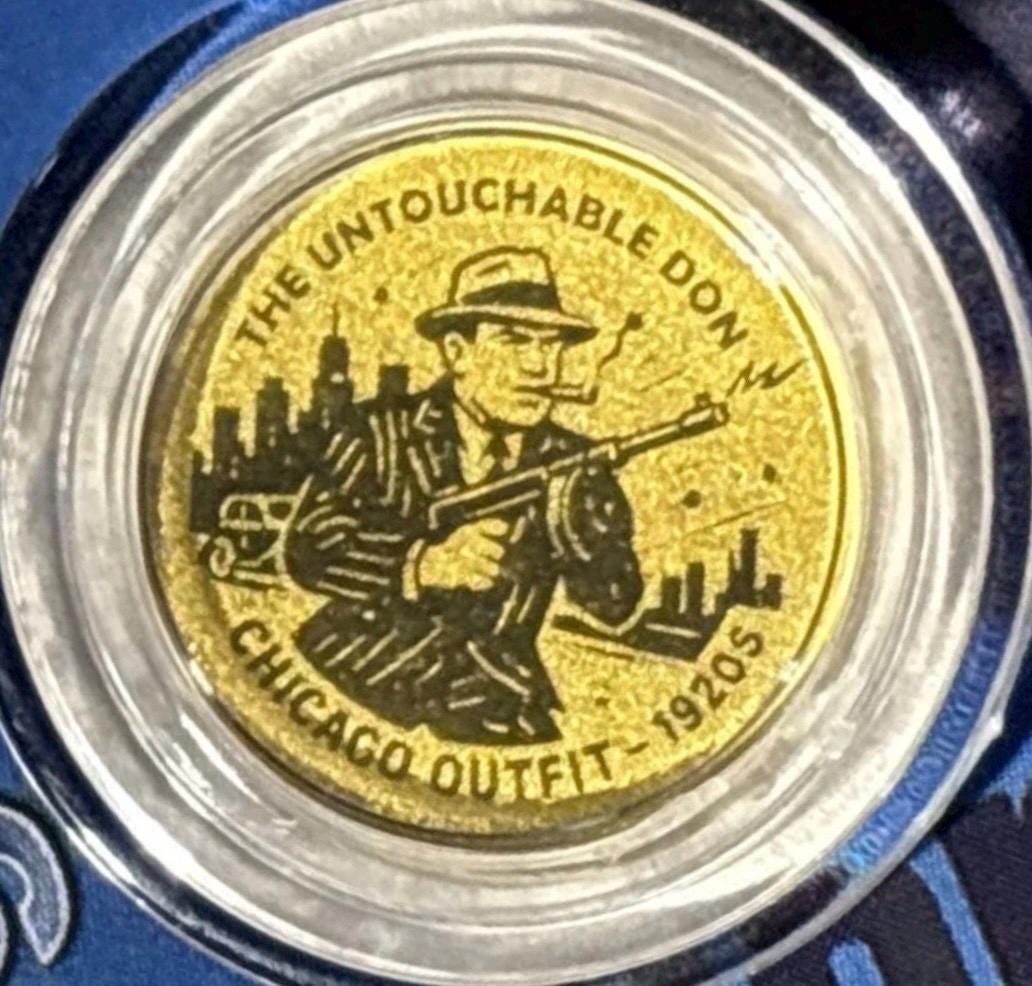 THE UNTOUCHABLE DON
CHICAGO OUTFIT - 1920S